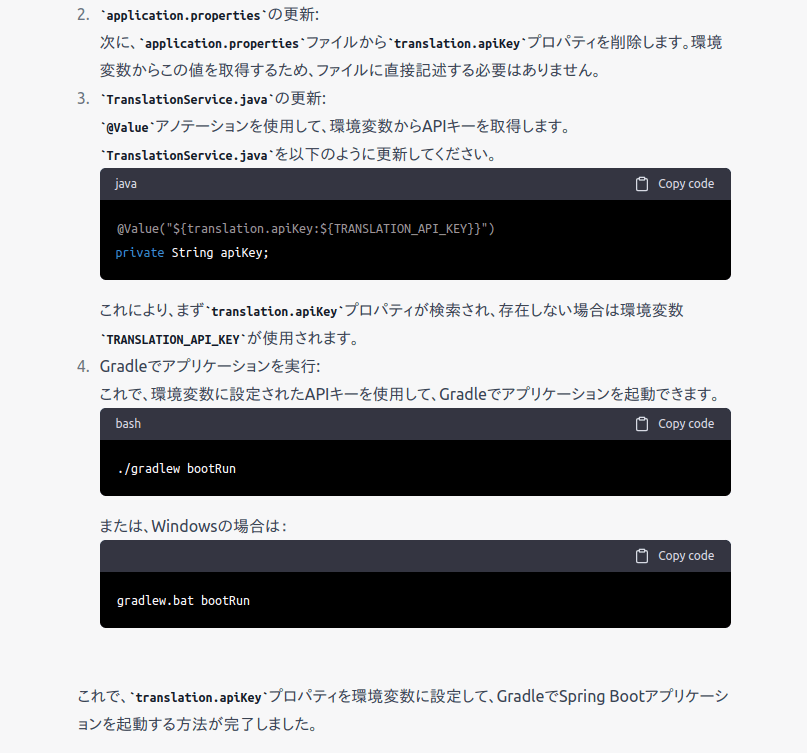 2. `application.properties`の更新:
次に、`application.properties`ファイルから`translation.apiKey`プロパティを削除します。環境
変数からこの値を取得するため、ファイルに直接記述する必要はありません。
3. `TranslationService.java`の更新:
`@Value`アノテーションを使用して、環境変数からAPIキーを取得します。
`TranslationService.java`を以下のように更新してください。
java Copy code
@Value("${translation.apiKey:${TRANSLATION_API_KEY}}")
private String apiKey;
これにより、まず`translation.apiKey`プロパティが検索され、存在しない場合は環境変数
`TRANSLATION_API_KEY`が使用されます。
4. Gradleでアプリケーションを実行:
これで、環境変数に設定されたAPIキーを使用して、Gradleでアプリケーションを起動できます。
bash Copy code
./gradlew bootRun
または、Windowsの場合は:
Copy code
gradlew.bat bootRun
これで、`translation.apiKey`プロパティを環境変数に設定して、GradleでSpring Bootアプリケーシ
ョンを起動する方法が完了しました。